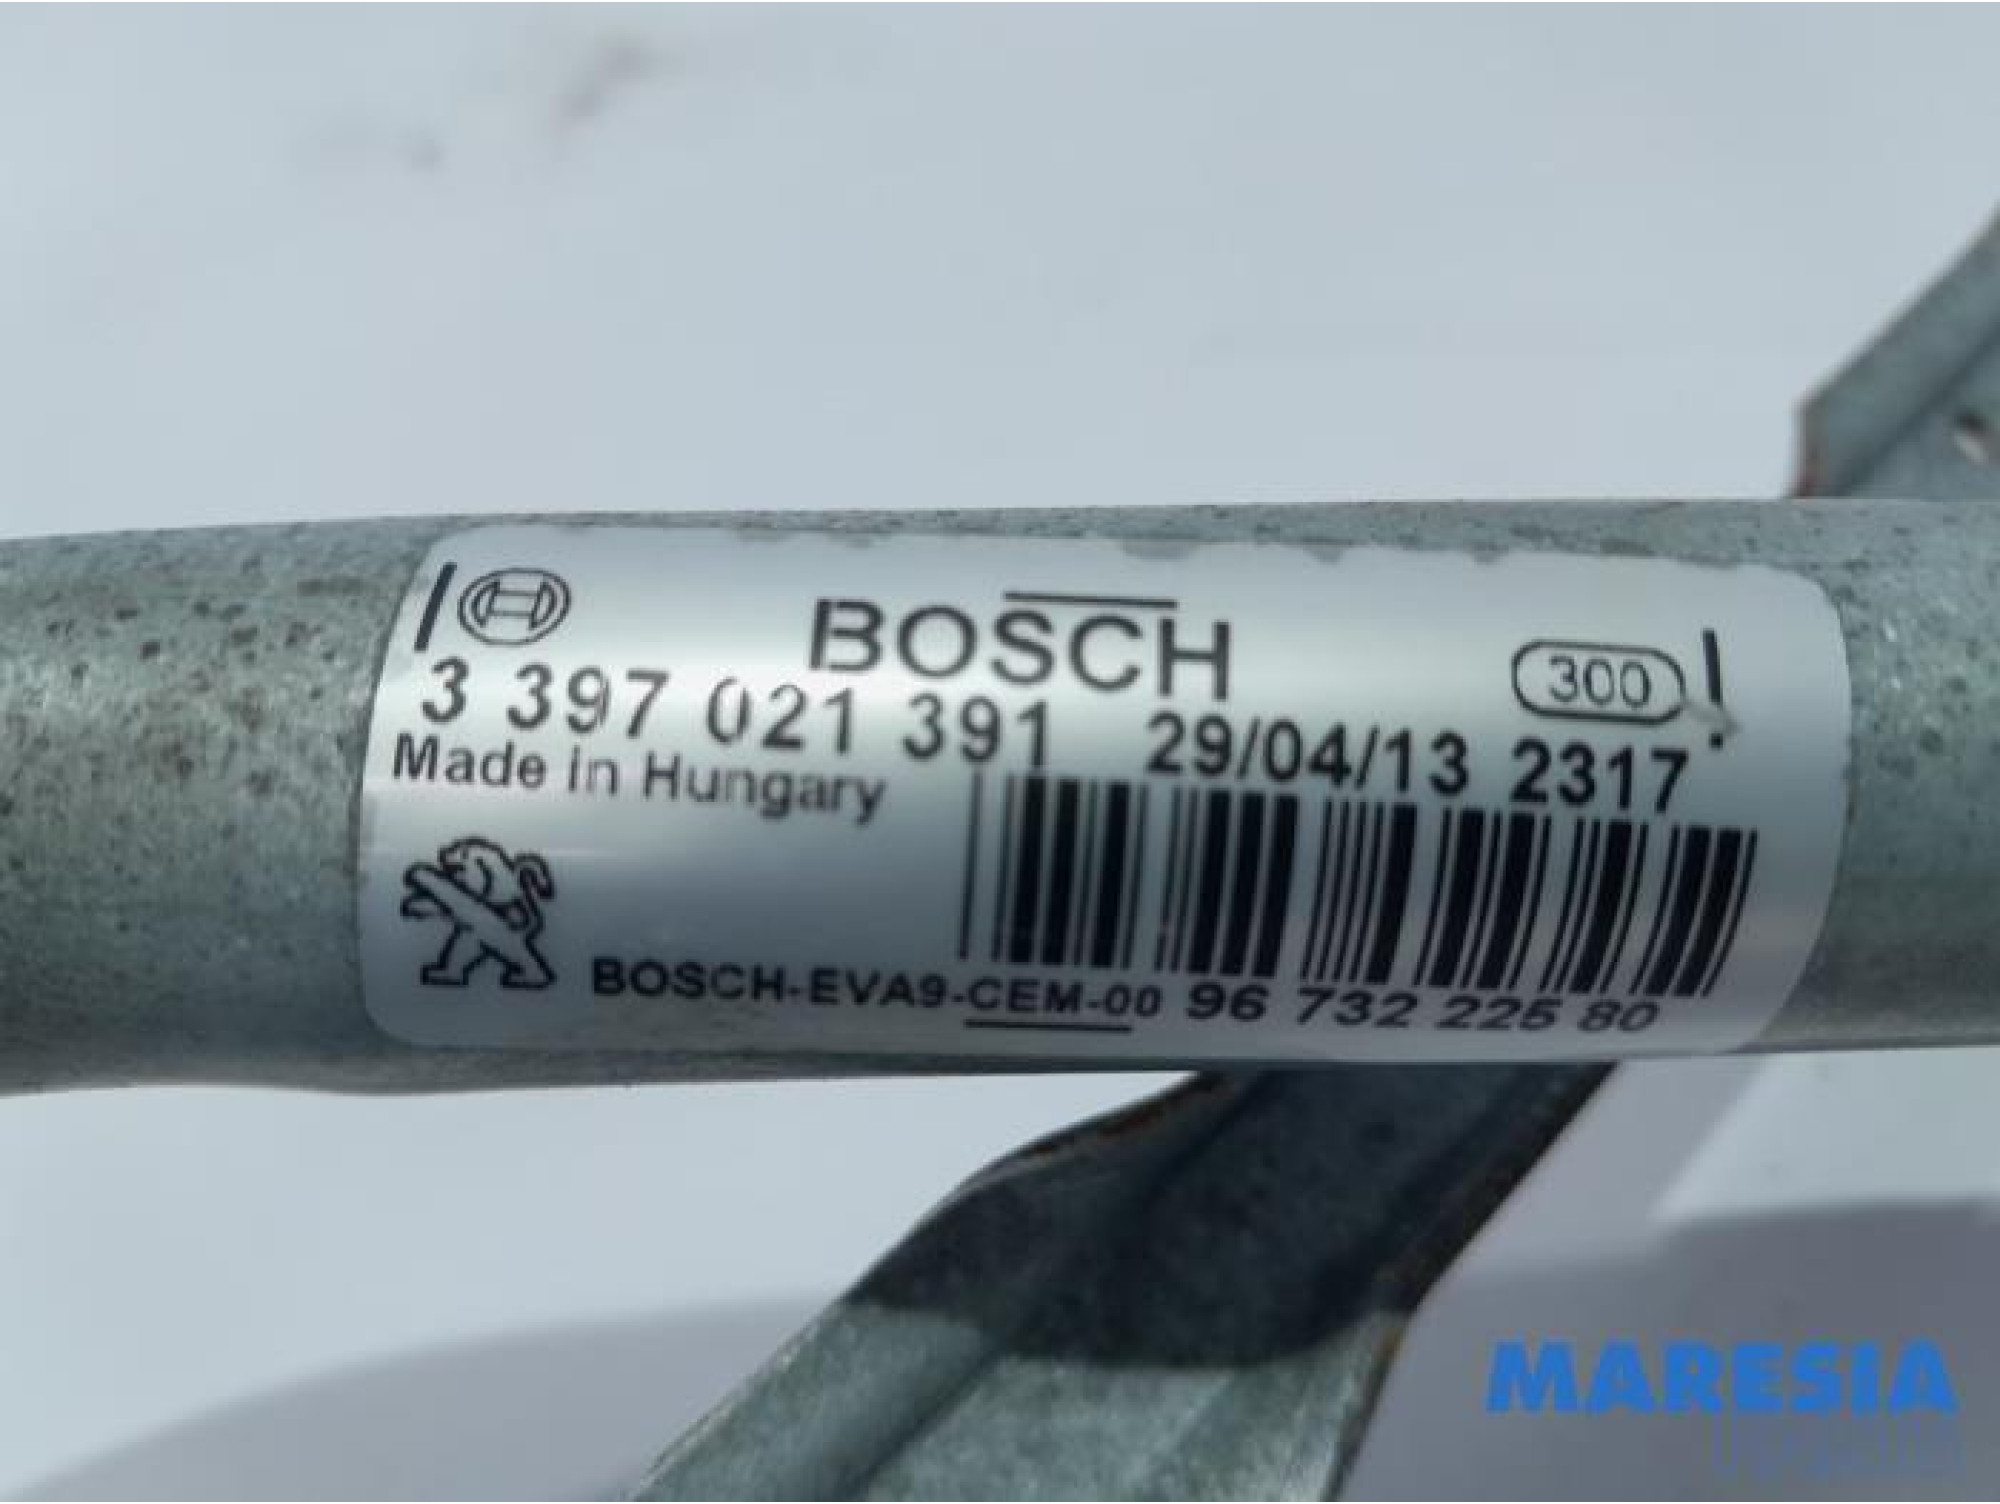 BOSCH
300
3 397 021 391 29/04/13 2317
Made in Hungary
BOSCH-EVA9-CEM-00 96 732 225 80
MARESIA